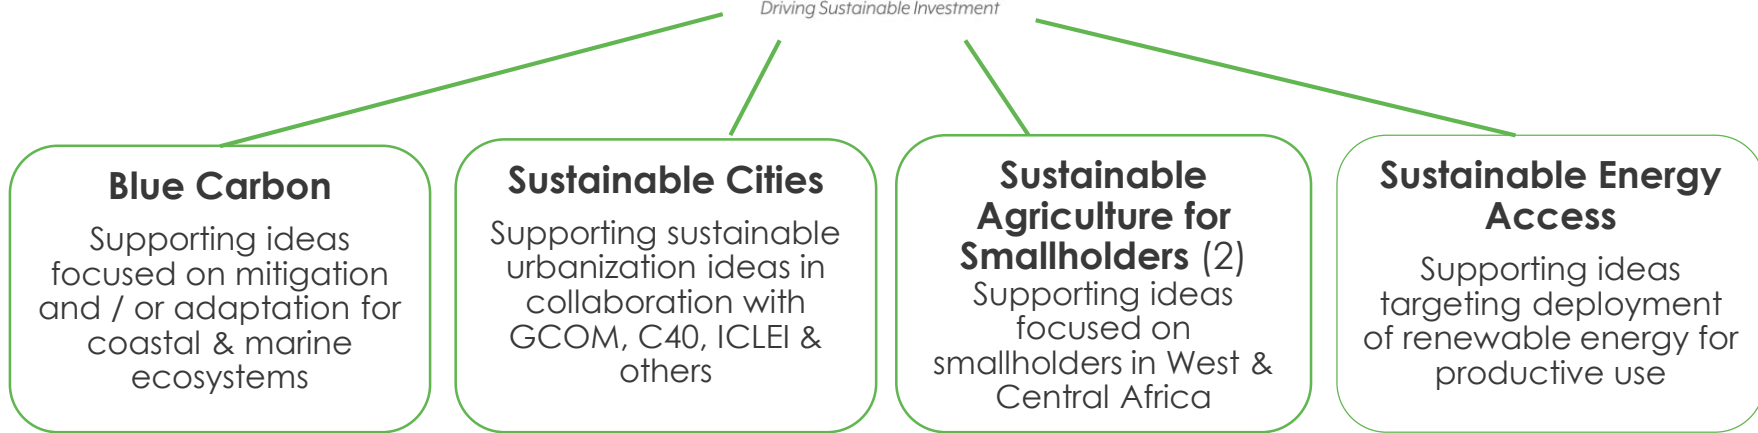 Driving Sustainable Investment
Blue Carbon
Supporting ideas
focused on mitigation
and / or adaptation for
coastal & marine
ecosystems
Sustainable Cities
Supporting sustainable
urbanization ideas in
collaboration with
GCOM, C40, ICLEI &
others
Sustainable
Agriculture for
Smallholders (2)
Supporting ideas
focused on
smallholders in West &
Central Africa
Sustainable Energy
Access
Supporting ideas
targeting deployment
of renewable energy for
productive use